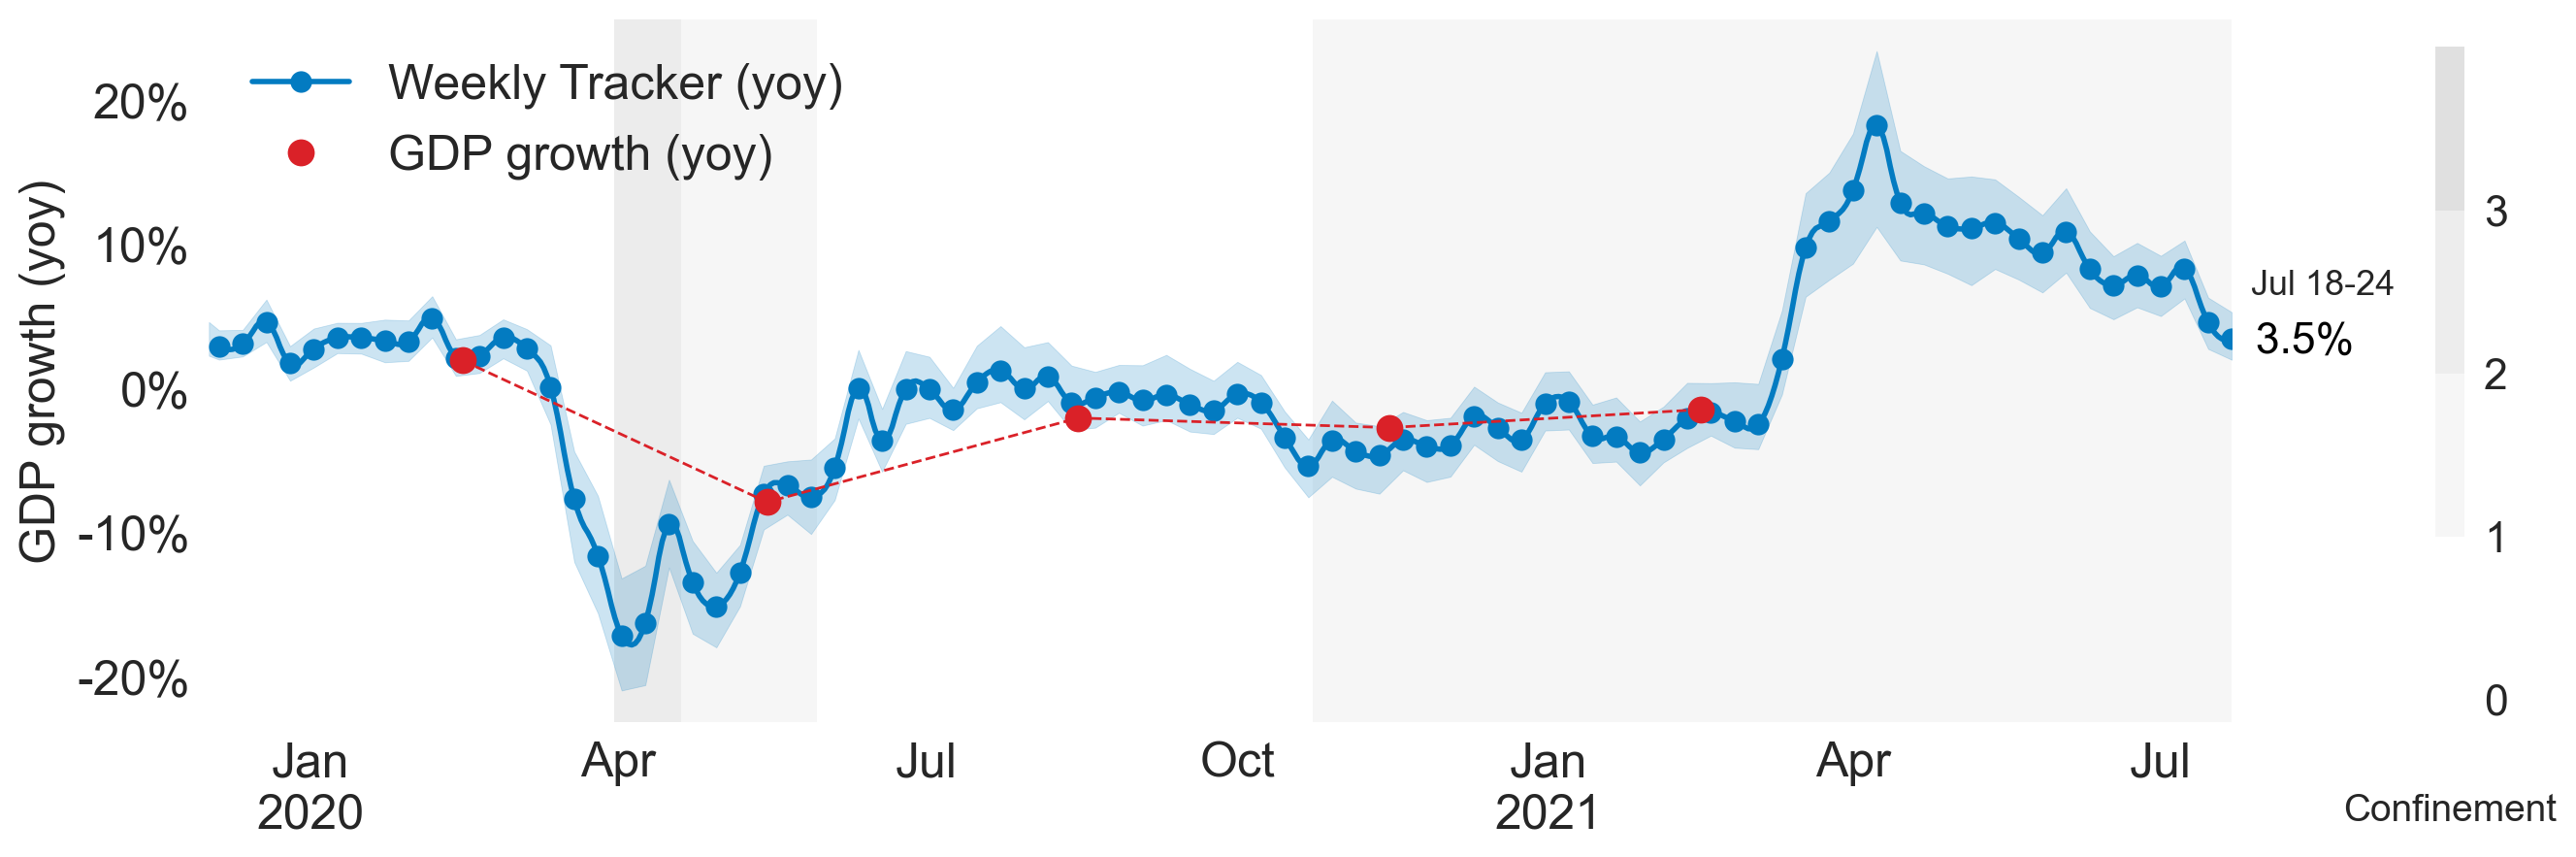 Weekly Tracker (yoy)
GDP growth (yoy)
GDP growth (yoy)
20%
10%
0%
-10%
-20%
Jan
2020
Apr
Jul
Oct
Jan
2021
Apr
Jul
Jul 18-24
3.5%
3
2
1
0
Confinement